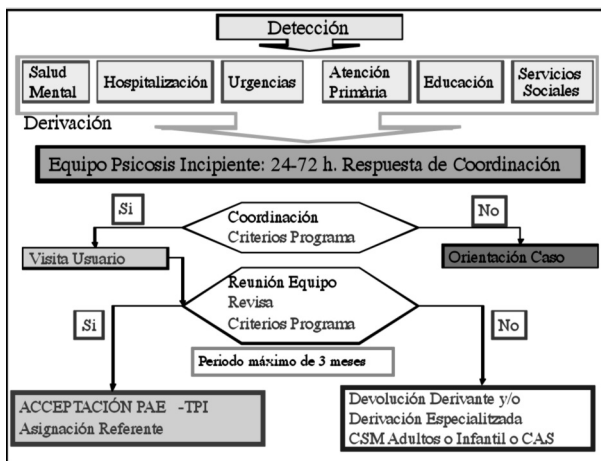 Detección
Salud
Mental
Hospitalización
Urgencias
Atención
Primària
Educación
Servicios
Sociales
Derivación
Equipo Psicosis Incipiente: 24-72 h. Respuesta de Coordinación
Si
Coordinación
Criterios Programa
No
Visita Usuario
Orientación Caso
Reunión Equipo
Revisa
Criterios Programa
Si
No
Periodo máximo de 3 meses
ACCEPTACIÓN PAE -TPI
Asignación Referente
Devolución Derivante y/o
Derivación Especialitzada
CSM Adultos o Infantil o CAS